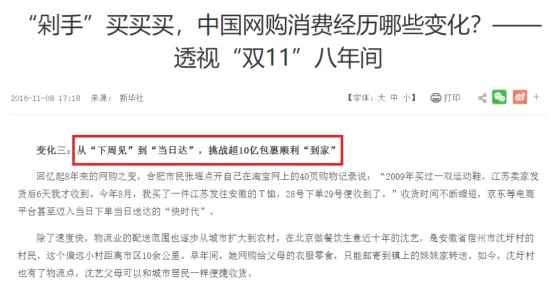 “剁手”买买买，中国网购消费经历哪些变化？——
透视“双11”八年间
2016-11-08 17:18 来源： 新华社
【字体：大 中 小】 打印
变化三：从“下周见”到“当日达”，挑战超10亿包裹顺利“到家”
回忆起8年来的网购之变，合肥市民张瑶点开自己在淘宝网上的40页购物记录说：“2009年买过一双运动鞋，江苏卖家发
货后6天我才收到。今年8月，我买了一件江苏发往安徽的T恤，28号下单29号便收到了。”收货时间不断缩短，京东等电商
平台甚至迈入当日下单当日送达的“快时代”。
除了速度快，物流业的配送范围也逐步从城市扩大到农村。在北京做餐饮生意近十年的沈艺，是安徽省宿州市沈圩村的
村民，这个偏远小村距离市区10余公里。早年间，她网购给父母的衣服零食，只能邮寄到镇上的妹妹家转送。如今，沈圩村
也有了物流点，沈艺父母可以和城市居民一样便捷收货。